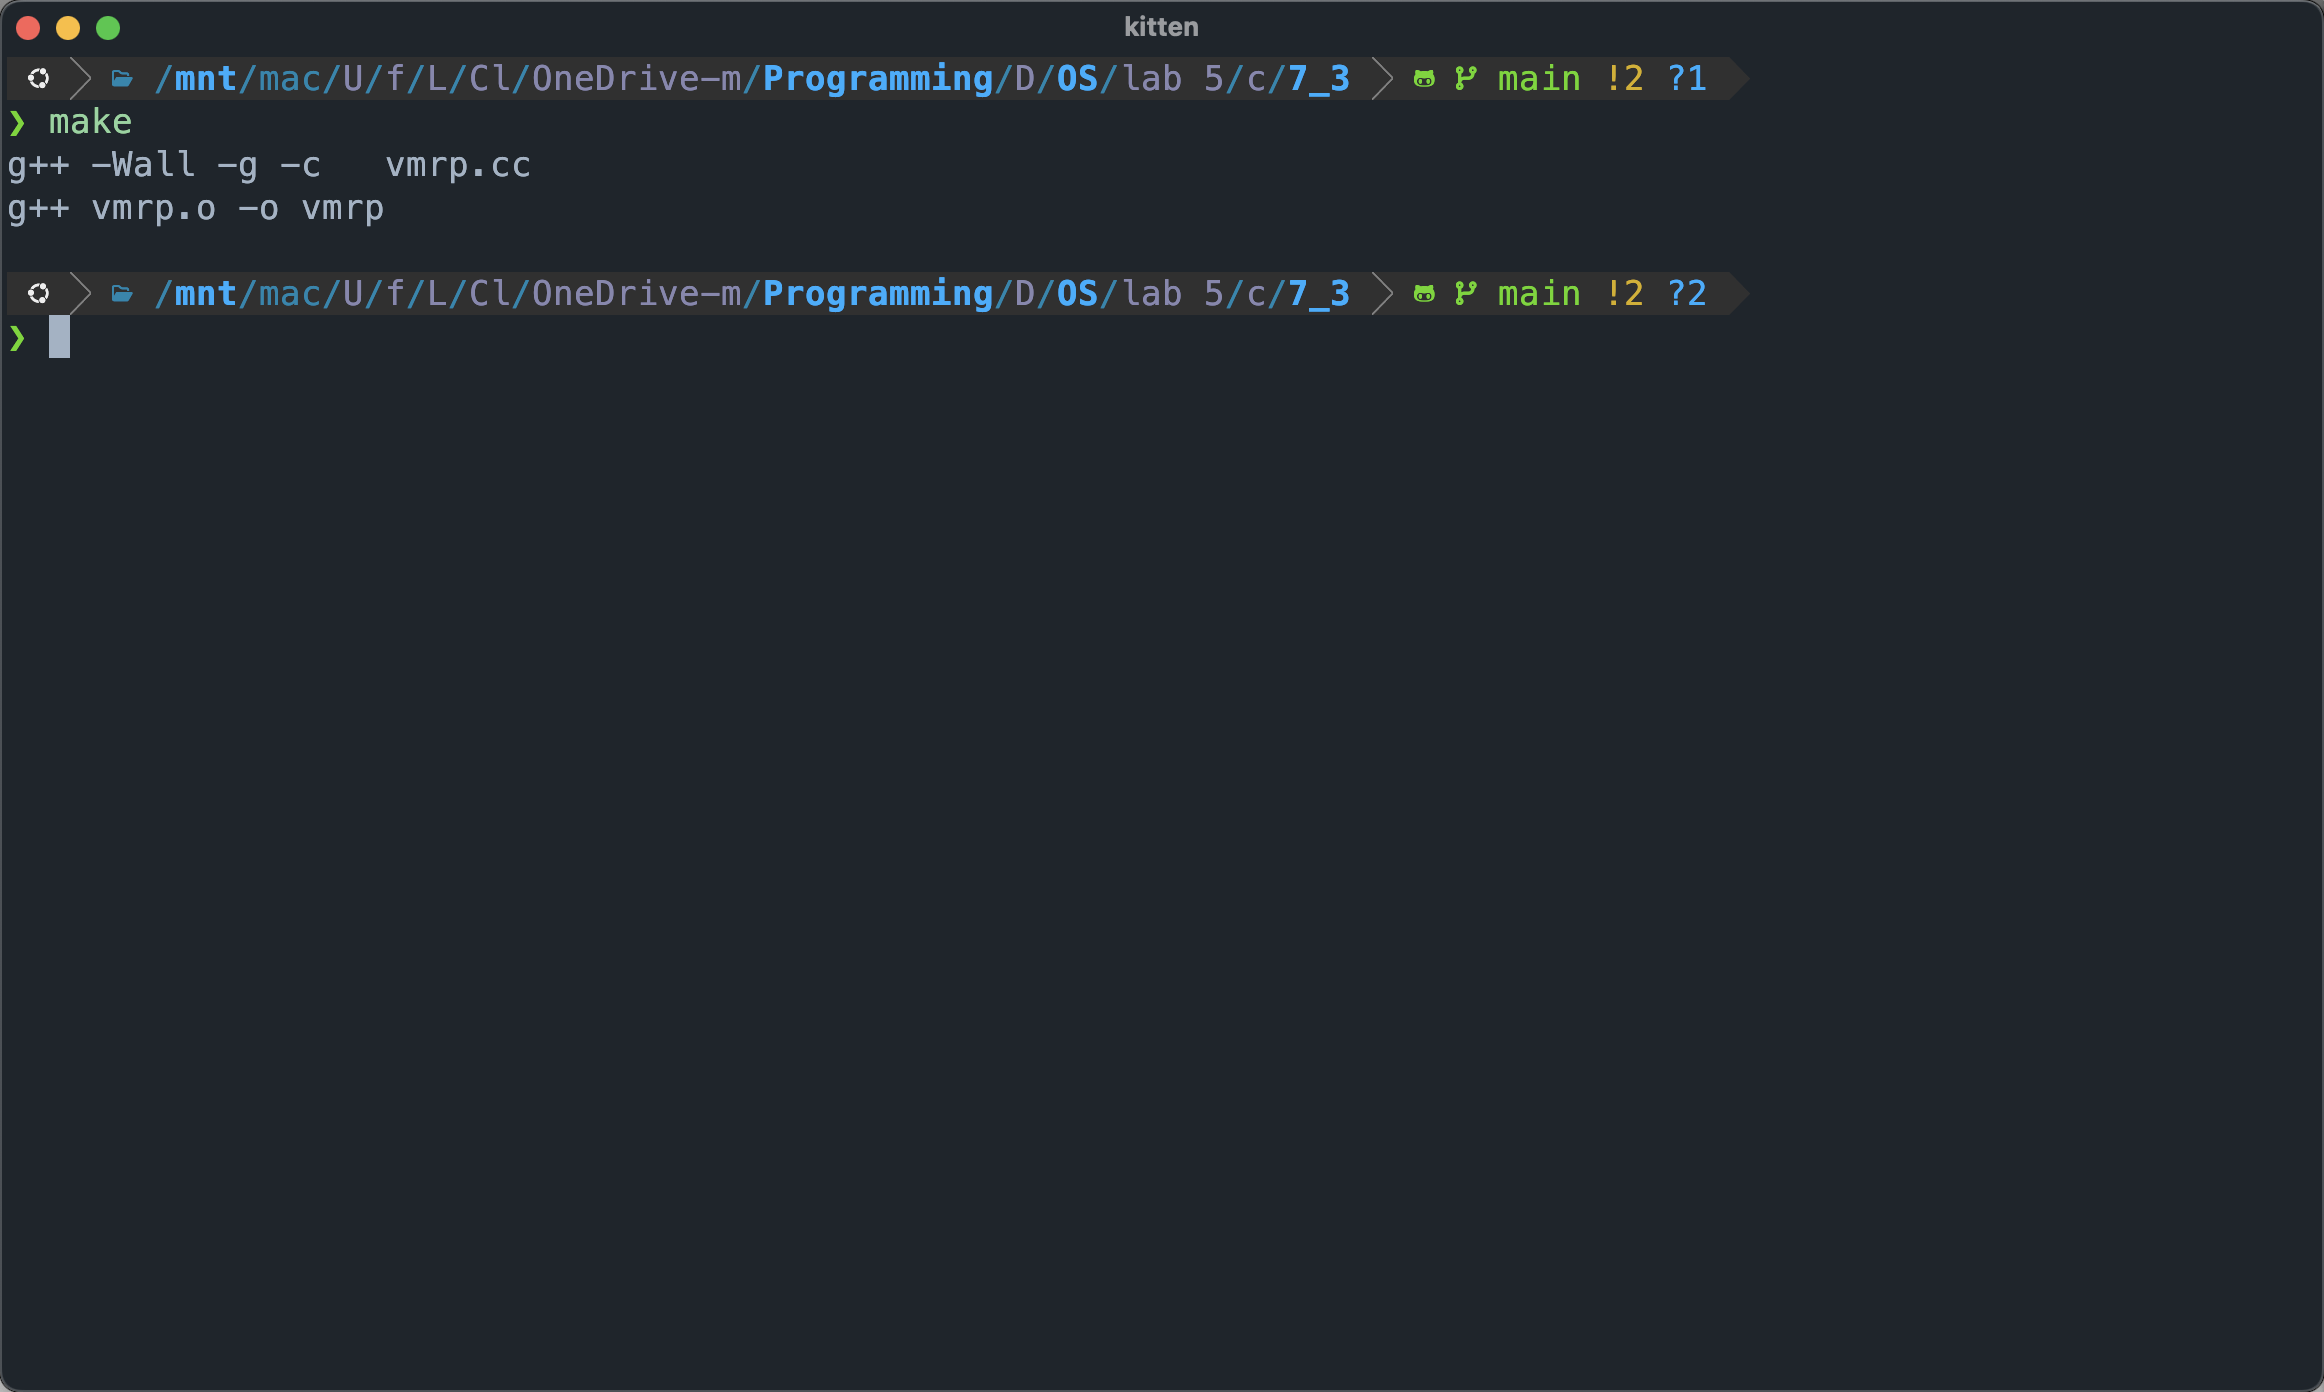 kitten
/mnt/mac/U/f/L/Cl/OneDrive-m/Programming/D/OS/lab 5/c/7_3 main !2 ?1
❯ make
g++ -Wall -g -c   vmrp.cc
g++ vmrp.o -o vmrp
/mnt/mac/U/f/L/Cl/OneDrive-m/Programming/D/OS/lab 5/c/7_3 main !2 ?2
❯